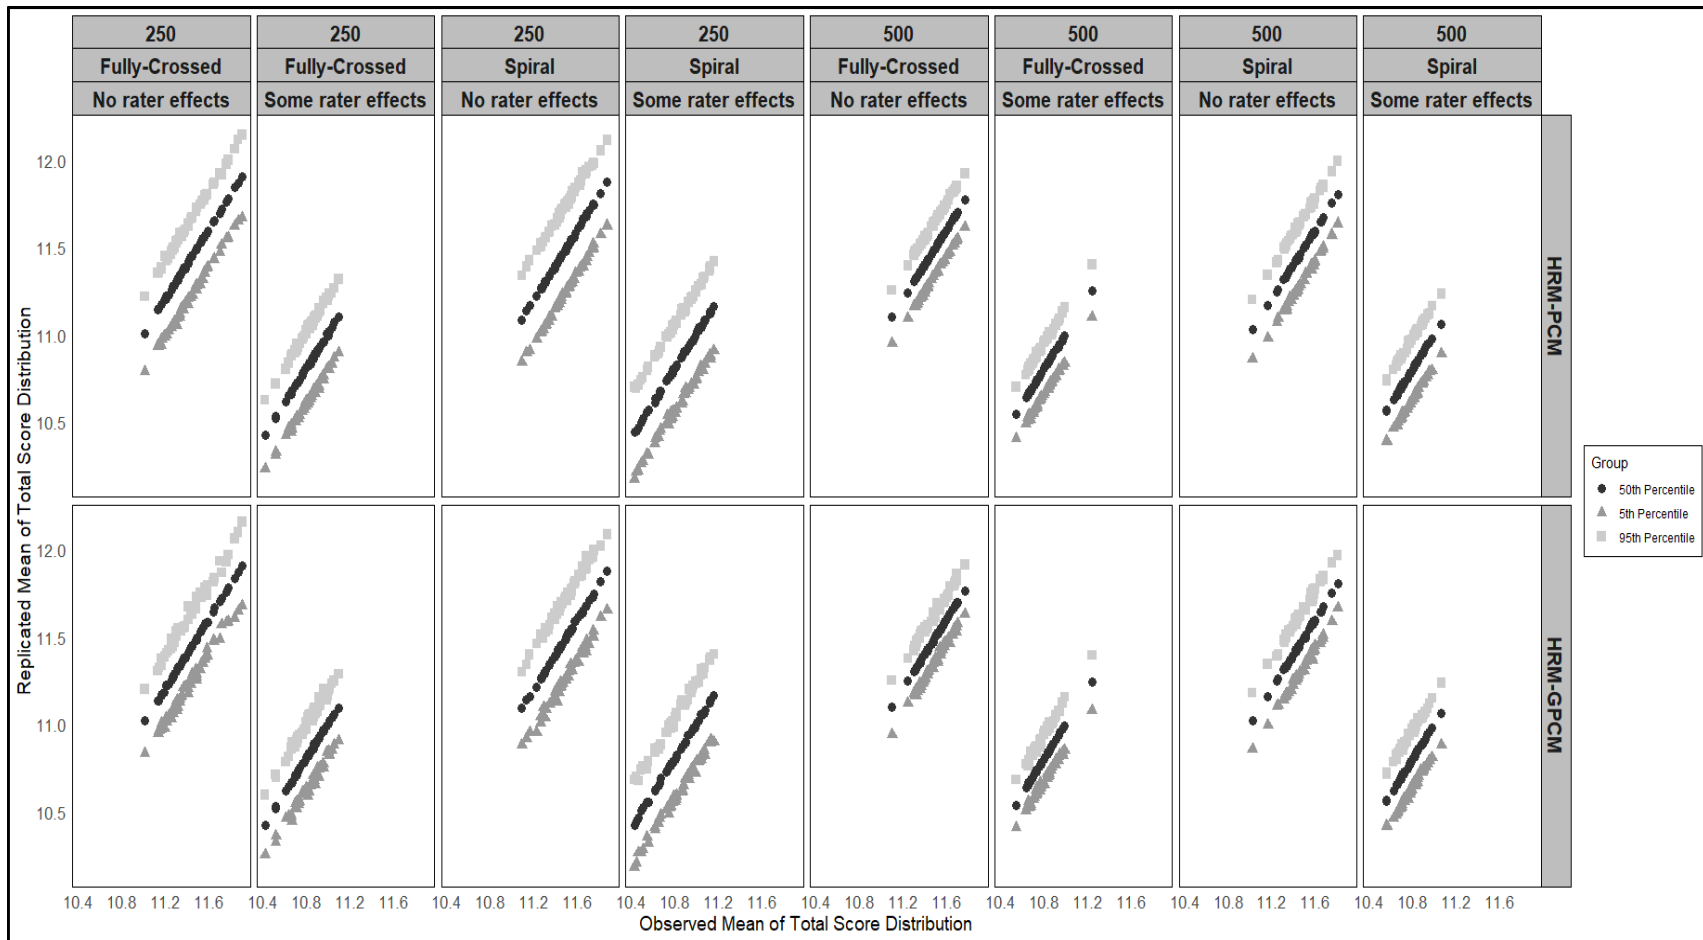 250 250 250 250 500 500 500 500
Fully-Crossed Fully-Crossed Spiral Spiral Fully-Crossed Fully-Crossed Spiral Spiral
No rater effects Some rater effects No rater effects Some rater effects No rater effects Some rater effects No rater effects Some rater effects
12.0
11.5
11.0
10.5
HRM-PCM
Replicated Mean of Total Score Distribution
Group
50th Percentile
5th Percentile
95th Percentile
12.0
11.5
11.0
10.5
HRM-GPCM
10.4 10.8 11.2 11.6 10.4 10.8 11.2 11.6 10.4 10.8 11.2 11.6 10.4 10.8 11.2 11.6 10.4 10.8 11.2 11.6 10.4 10.8 11.2 11.6 10.4 10.8 11.2 11.6 10.4 10.8 11.2 11.6
Observed Mean of Total Score Distribution